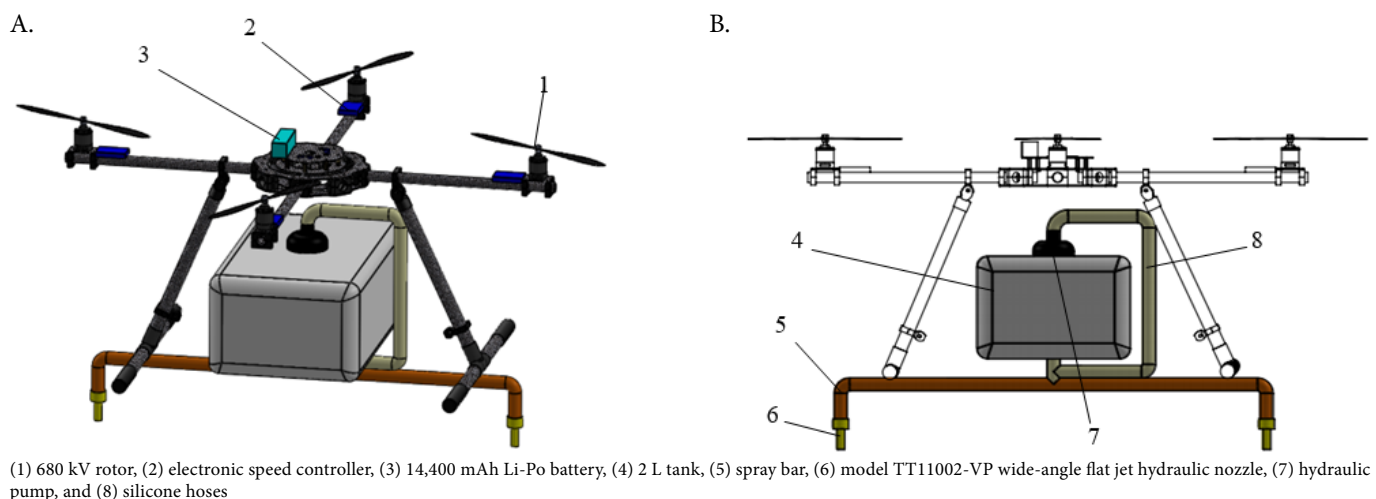 A.
B.
2
3
1
4
8
5
6
7
(1) 680 kV rotor, (2) electronic speed controller, (3) 14,400 mAh Li-Po battery, (4) 2 L tank, (5) spray bar, (6) model TT11002-VP wide-angle flat jet hydraulic nozzle, (7) hydraulic
pump, and (8) silicone hoses